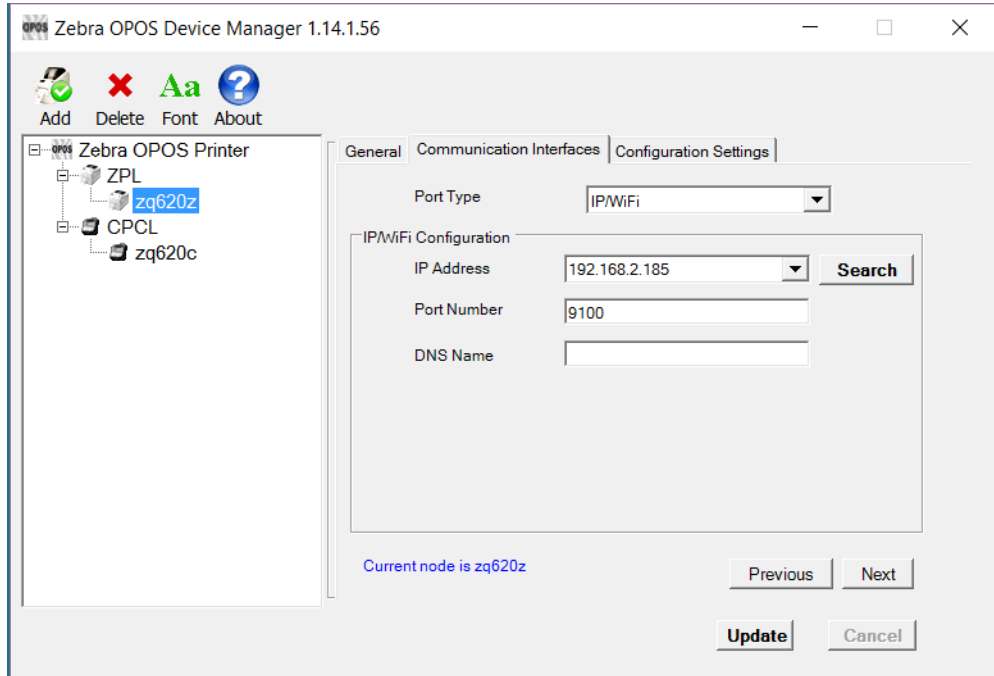 OPOS Zebra OPOS Device Manager 1.14.1.56
Aa
Add Delete Font About
OPOS Zebra OPOS Printer
ZPL
zq620z
CPCL
zq620c
General Communication Interfaces Configuration Settings
Port Type IP/WiFi
IP/WiFi Configuration
IP Address 192.168.2.185 Search
Port Number 9100
DNS Name
Current node is zq620z
Previous Next
Update Cancel